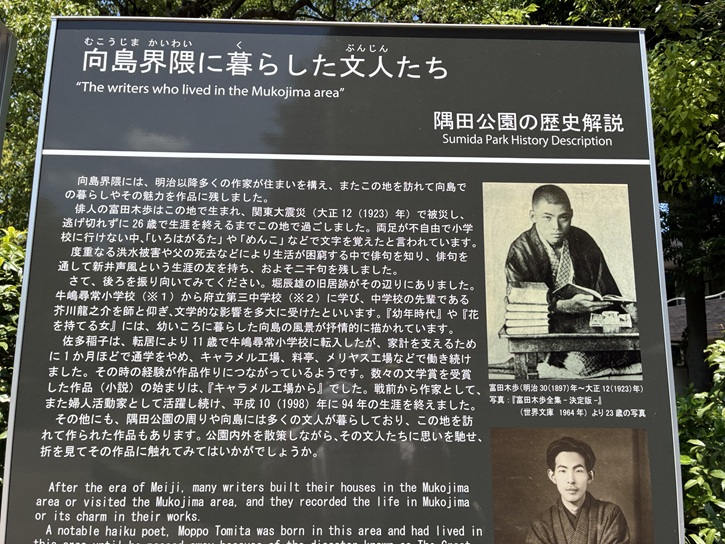 むこうじま かいわい く ぶんじん
向島界隈に暮らした文人たち
“The writers who lived in the Mukojima area”
隅田公園の歴史解説
Sumida Park History Description
向島界隈には、明治以降多くの作家が住まいを構え、またこの地を訪れて向島で
の暮らしやその魅力を作品に残しました。
俳人の富田木歩はこの地で生まれ、関東大震災（大正12（1923）年）で被災し、
逃げ切れずに26歳で生涯を終えるまでこの地で過ごしました。両足が不自由で小学
校に行けない中、「いろはがるた」や「めんこ」などで文字を覚えたと言われています。
度重なる洪水被害や父の死去などにより生活が困窮する中で俳句を知り、俳句を
通して新井声風という生涯の友を持ち、およそ二千句を残しました。
さて、後ろを振り向いてみてください。堀辰雄の旧居跡がその辺りにありました。
牛嶋尋常小学校（※1）から府立第三中学校（※2）に学び、中学校の先輩である
芥川龍之介を師と仰ぎ、文学的な影響を多大に受けたといいます。『幼年時代』や『花
を持てる女』には、幼いころに暮らした向島の風景が抒情的に描かれています。
佐多稲子は、転居により11歳で牛嶋尋常小学校に転入したが、家計を支えるため
に1か月ほどで通学をやめ、キャラメル工場、料亭、メリヤス工場などで働き続け
ました。その時の経験が作品作りにつながっているようです。数々の文学賞を受賞
した作品（小説）の始まりは、『キャラメル工場から』でした。戦前から作家として、
また婦人活動家として活躍し続け、平成10（1998）年に94年の生涯を終えました。
その他にも、隅田公園の周りや向島には多くの文人が暮らしており、この地を訪
れて作られた作品もあります。公園内外を散策しながら、その文人たちに思いを馳せ、
折を見てその作品に触れてみてはいかがでしょうか。
富田木歩（明治30(1897)年〜大正12(1923)年）
写真：『富田木歩全集－決定版－』
（世界文庫 1964年）より23歳の写真
After the era of Meiji, many writers built their houses in the Mukojima
area or visited the Mukojima area, and they recorded the life in Mukojima
or its charm in their works.
A notable haiku poet, Moppo Tomita was born in this area and had lived in
this area until he passed away because of the disaster known as The Great